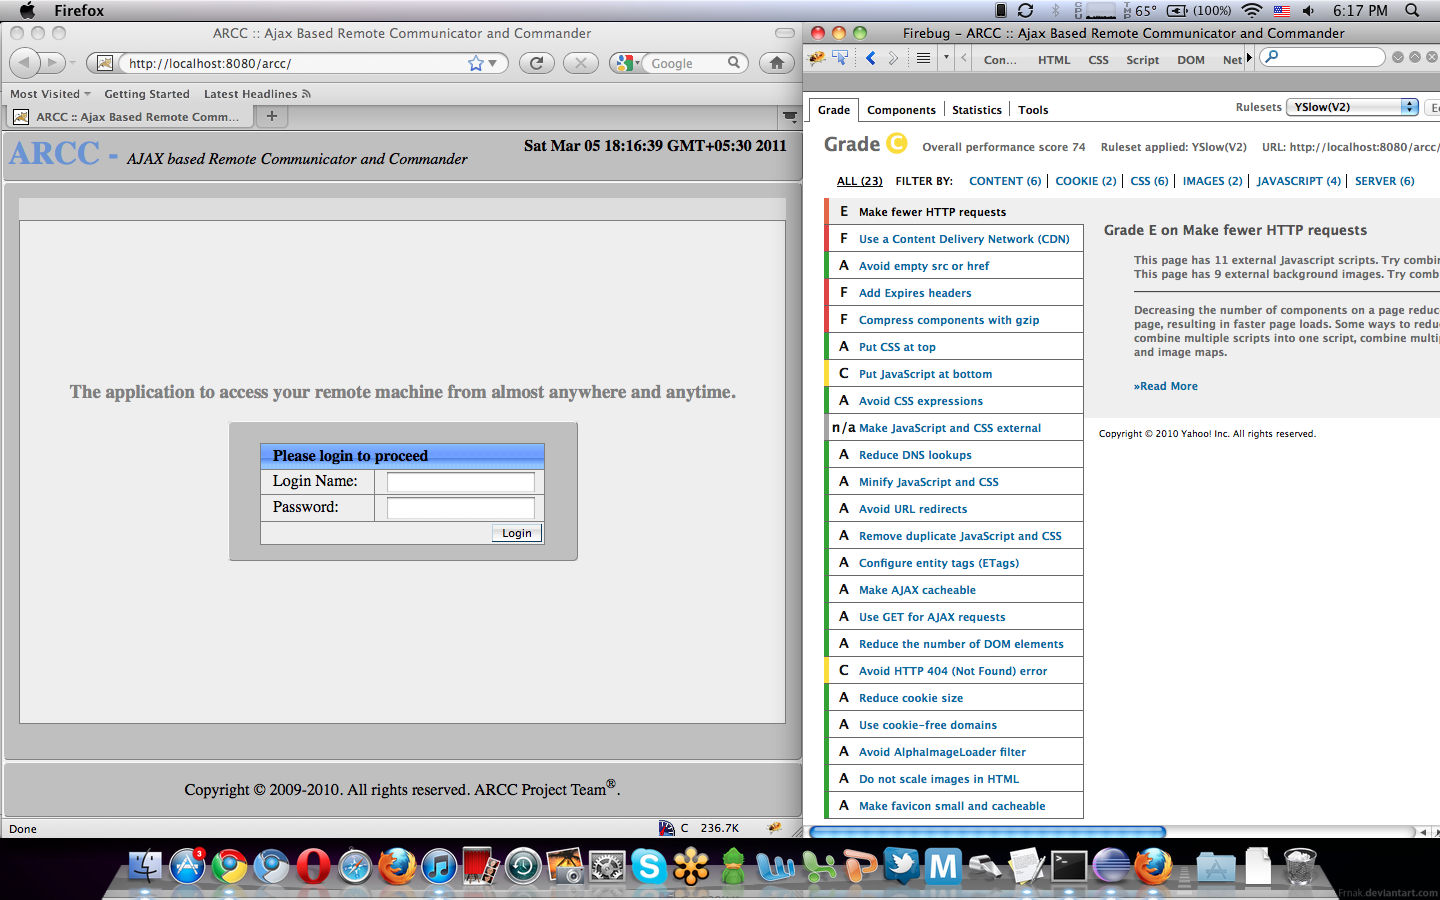 Firefox
65° (100%) 6:17 PM
ARCC :: Ajax Based Remote Communicator and Commander
http://localhost:8080/arcc/
Google
Most Visited Getting Started Latest Headlines
ARCC :: Ajax Based Remote Comm...
ARCC - AJAX based Remote Communicator and Commander
Sat Mar 05 18:16:39 GMT+05:30 2011
The application to access your remote machine from almost anywhere and anytime.
Please login to proceed
Login Name:
Password:
Login
Copyright © 2009-2010. All rights reserved. ARCC Project Team®.
Done
C 236.7K
Firebug - ARCC :: Ajax Based Remote Communicator and Commander
Con... HTML CSS Script DOM Net
Grade Components Statistics Tools
Rulesets YSlow(V2)
Grade C Overall performance score 74 Ruleset applied: YSlow(V2) URL: http://localhost:8080/arcc/
ALL (23) FILTER BY: CONTENT (6) COOKIE (2) CSS (6) IMAGES (2) JAVASCRIPT (4) SERVER (6)
E Make fewer HTTP requests
F Use a Content Delivery Network (CDN)
A Avoid empty src or href
F Add Expires headers
F Compress components with gzip
A Put CSS at top
C Put JavaScript at bottom
A Avoid CSS expressions
n/a Make JavaScript and CSS external
A Reduce DNS lookups
A Minify JavaScript and CSS
A Avoid URL redirects
A Remove duplicate JavaScript and CSS
A Configure entity tags (ETags)
A Make AJAX cacheable
A Use GET for AJAX requests
A Reduce the number of DOM elements
C Avoid HTTP 404 (Not Found) error
A Reduce cookie size
A Use cookie-free domains
A Avoid AlphaImageLoader filter
A Do not scale images in HTML
A Make favicon small and cacheable
Grade E on Make fewer HTTP requests
This page has 11 external Javascript scripts. Try combin
This page has 9 external background images. Try comb
Decreasing the number of components on a page reduc
page, resulting in faster page loads. Some ways to redu
combine multiple scripts into one script, combine multi
and image maps.
»Read More
Copyright © 2010 Yahoo! Inc. All rights reserved.
3
Frnak.deviantart.com